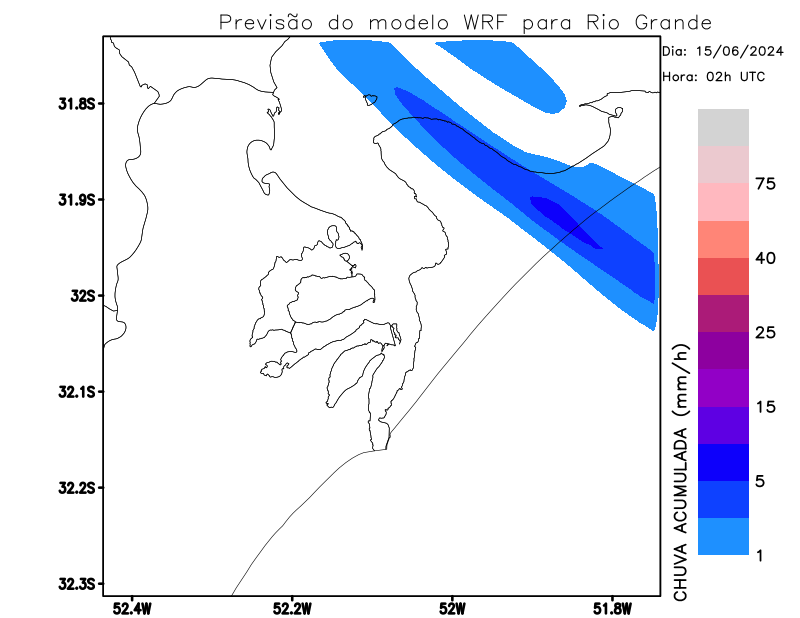 Previsão do modelo WRF para Rio Grande
Dia: 15/06/2024
Hora: 02h UTC
31.8S
31.9S
32S
32.1S
32.2S
32.3S
52.4W
52.2W
52W
51.8W
75
40
25
15
5
1
CHUVA ACUMULADA (mm/h)